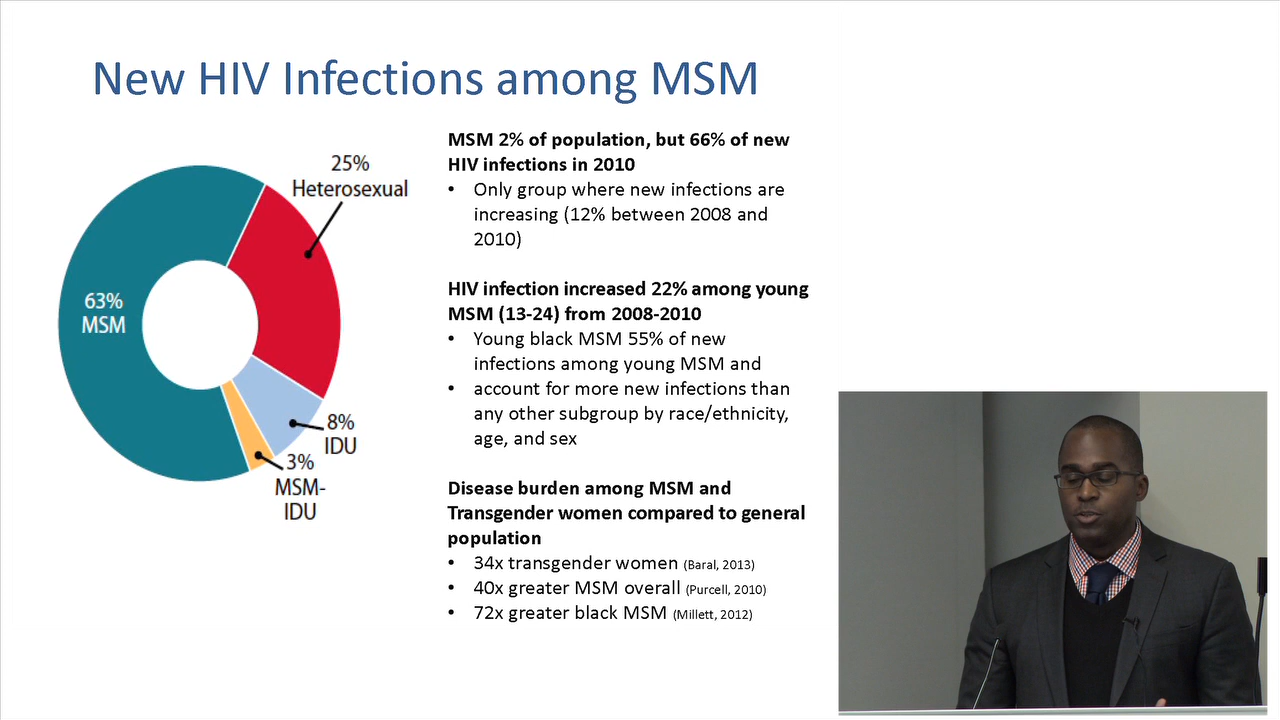 New HIV Infections among MSM
25%
Heterosexual
63%
MSM
8%
IDU
3%
MSM-
IDU
MSM 2% of population, but 66% of new
HIV infections in 2010
• Only group where new infections are
increasing (12% between 2008 and
2010)
HIV infection increased 22% among young
MSM (13-24) from 2008-2010
• Young black MSM 55% of new
infections among young MSM and
• account for more new infections than
any other subgroup by race/ethnicity,
age, and sex
Disease burden among MSM and
Transgender women compared to general
population
• 34x transgender women (Baral, 2013)
• 40x greater MSM overall (Purcell, 2010)
• 72x greater black MSM (Millett, 2012)